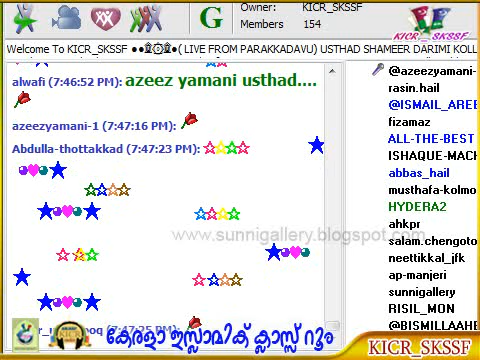 Owner: KICR_SKSSF
Members 154
KICR_SKSSF
Welcome To KICR_SKSSF ( LIVE FROM PARAKKADAVU) USTHAD SHAMEER DARIMI KOLL
alwafi (7:46:52 PM): azeez yamani usthad....
azeezyamani-1 (7:47:16 PM):
Abdulla-thottakkad (7:47:23 PM):
www.sunnigallery.blogspot.com
(7:47:25 PM):
@azeezyamani-
rasin.hail
@ISMAIL_AREE
fizamaz
ALL-THE-BEST
ISHAQUE-MACH
abbas_hail
musthafa-kolmo
HYDERA2
ahkpr
salam.chengoto
neettikkal_jfk
ap-manjeri
sunnigallery
RISIL_MON
@BISMILLAAHE
കേരളാ ഇസ്ലാമിക് ക്ലാസ്സ് റൂം
KICR_SKSSF